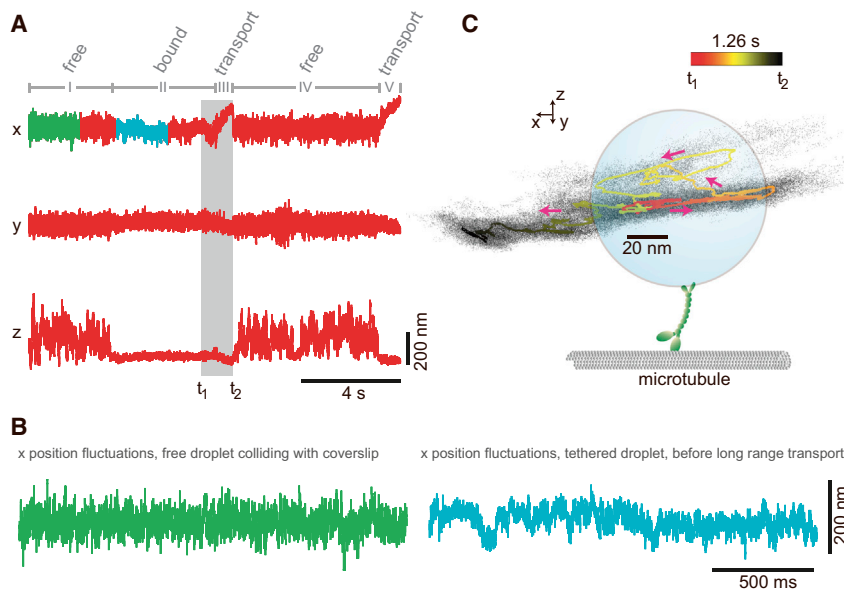 A
free
bound
transport
free
transport
I
II
III
IV
V
x
y
z
t1
t2
4 s
200 nm
C
1.26 s
t1
t2
z
x
y
20 nm
microtubule
B
x position fluctuations, free droplet colliding with coverslip
x position fluctuations, tethered droplet, before long range transport
200 nm
500 ms